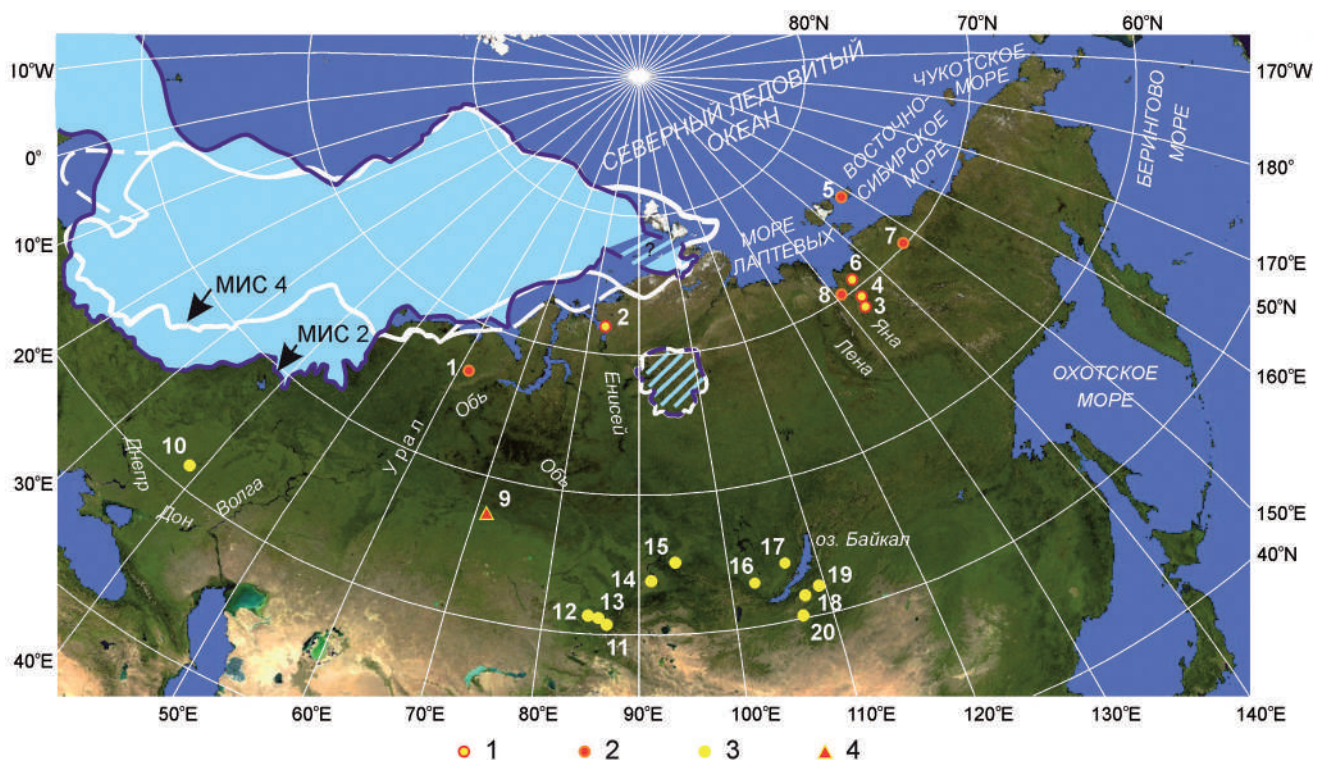 80°N
70°N
60°N
10°W
170°W
ЧУКОТСКОЕ
МОРЕ
СЕВЕРНЫЙ ЛЕДОВИТЫЙ
ОКЕАН
ВОСТОЧНО-
СИБИРСКОЕ
МОРЕ
БЕРИНГОВО
МОРЕ
0°
180°
5
МОРЕ
ЛАПТЕВЫХ
7
10°E
?
170°E
6
МИС 4
4
8
3
50°N
2
Яна
МИС 2
Лена
20°E
160°E
1
Обь
Енисей
ОХОТСКОЕ
МОРЕ
10
Днепр
Урал
Обь
30°E
Волга
9
Дон
150°E
оз. Байкал
40°N
15
17
14
16
19
12
13
18
11
20
40°E
50°E
60°E
70°E
80°E
90°E
100°E
110°E
130°E
140°E
1
2
3
4